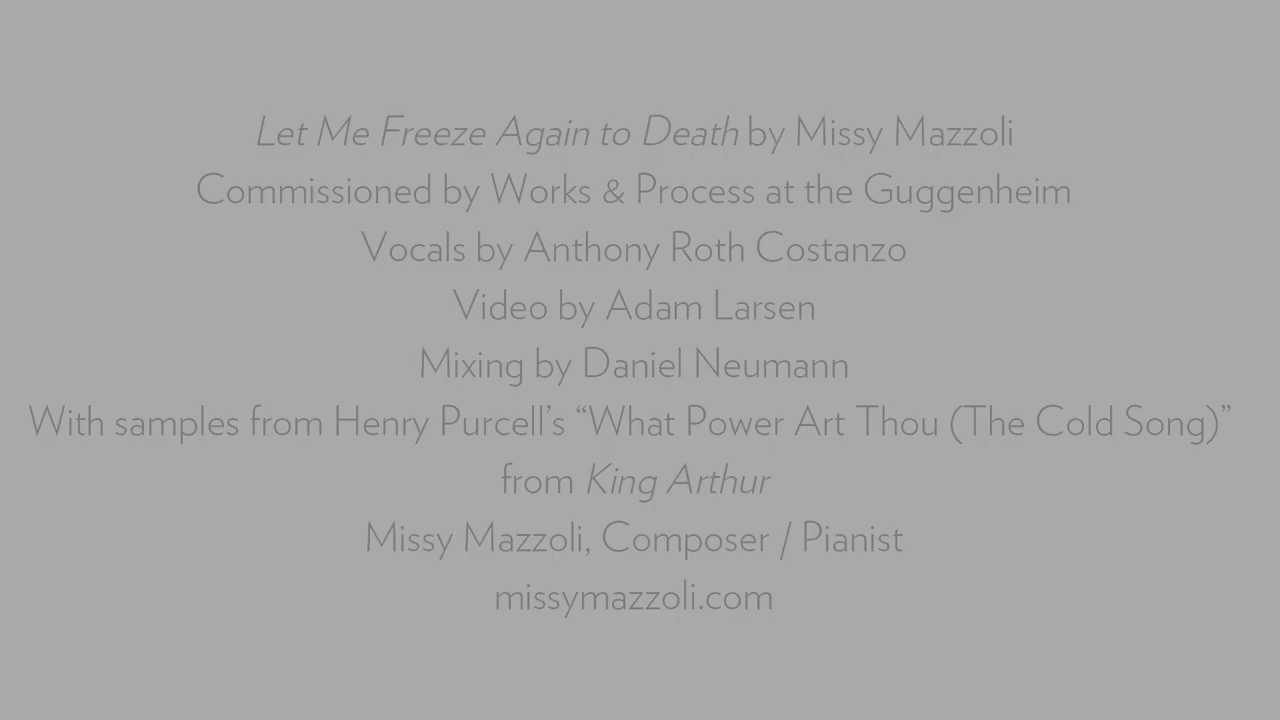 Let Me Freeze Again to Death by Missy Mazzoli
Commissioned by Works & Process at the Guggenheim
Vocals by Anthony Roth Costanzo
Video by Adam Larsen
Mixing by Daniel Neumann
With samples from Henry Purcell’s “What Power Art Thou (The Cold Song)”
from King Arthur
Missy Mazzoli, Composer / Pianist
missymazzoli.com